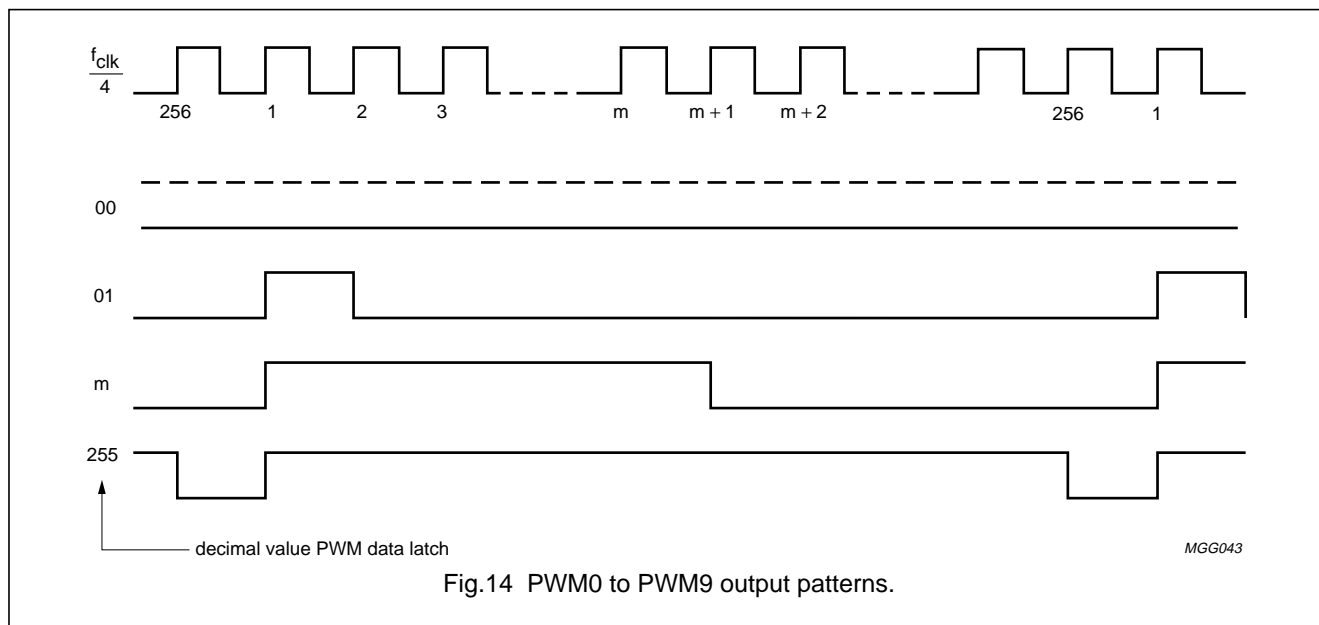 fclk
4
256 1 2 3 m m + 1 m + 2 256 1
00
01
m
255
decimal value PWM data latch
MGG043
Fig.14 PWM0 to PWM9 output patterns.